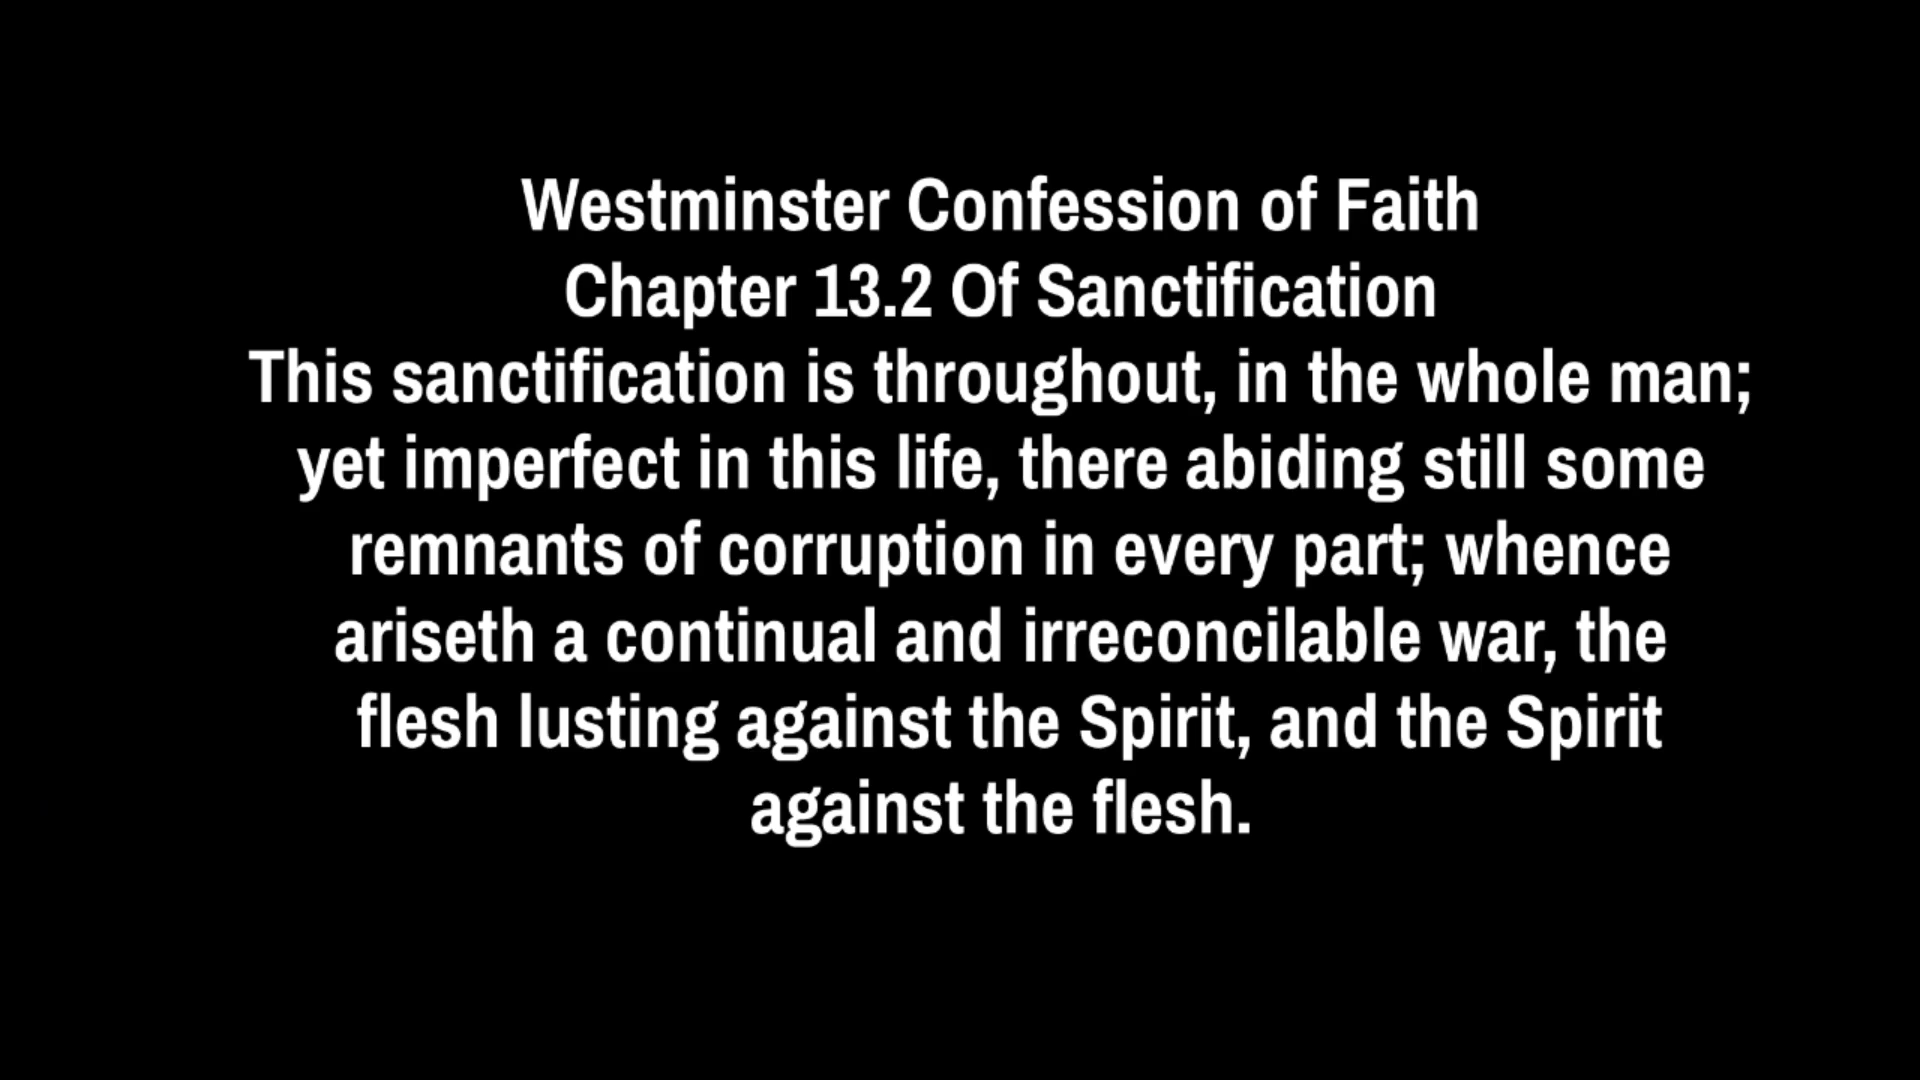 Westminster Confession of Faith
Chapter 13.2 Of Sanctification
This sanctification is throughout, in the whole man;
yet imperfect in this life, there abiding still some
remnants of corruption in every part; whence
ariseth a continual and irreconcilable war, the
flesh lusting against the Spirit, and the Spirit
against the flesh.